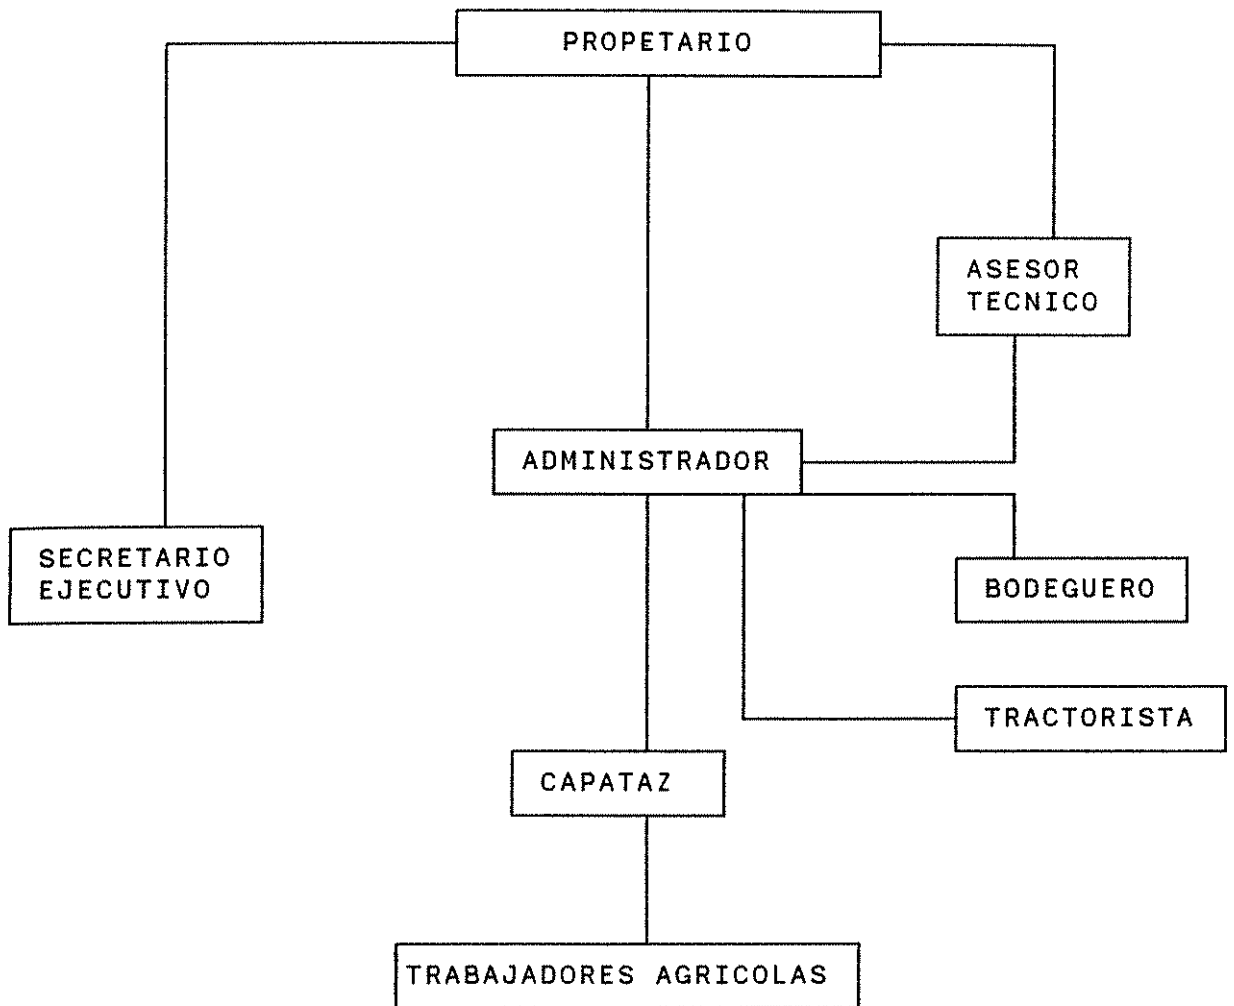 PROPETARIO
ASESOR
TECNICO
ADMINISTRADOR
SECRETARIO
EJECUTIVO
BODEGUERO
TRACTORISTA
CAPATAZ
TRABAJADORES AGRICOLAS